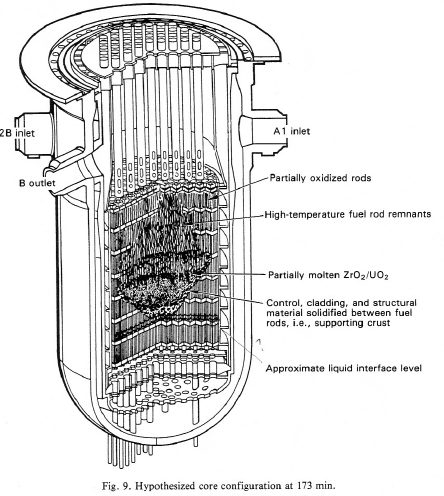 2B inlet
A1 inlet
B outlet
Partially oxidized rods
High-temperature fuel rod remnants
Partially molten ZrO₂/UO₂
Control, cladding, and structural
material solidified between fuel
rods, i.e., supporting crust
Approximate liquid interface level
Fig. 9. Hypothesized core configuration at 173 min.